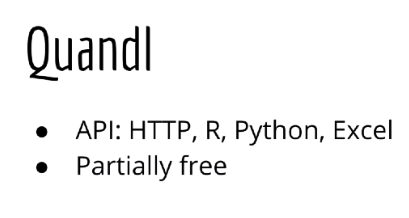 Quandl
● API: HTTP, R, Python, Excel
● Partially free